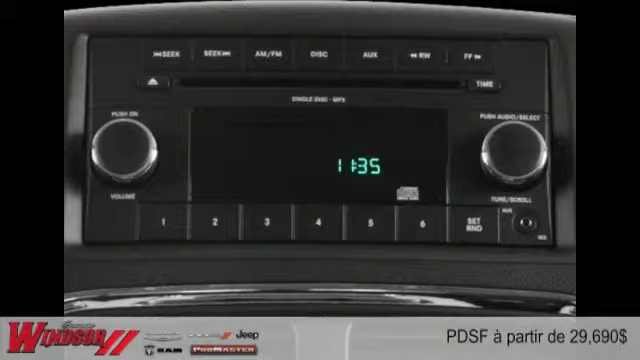 ⏮SEEK SEEK⏭ AM/FM DISC AUX ◀◀ RW FF ▶▶
TIME
SINGLE DISC · MP3
PUSH ON
PUSH AUDIO/SELECT
11:35
VOLUME
TUNE/SCROLL
1 2 3 4 5 6 SET RND
AUX
WINDSOR
Jeep
RAM PROMASTER
PDSF à partir de 29,690$